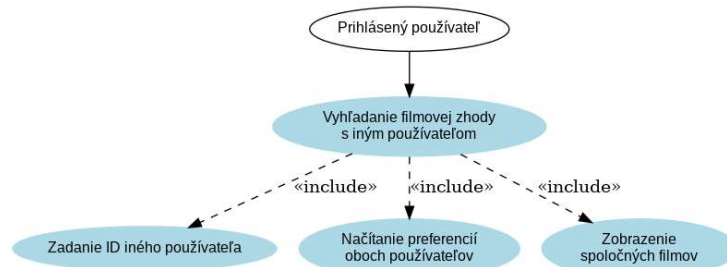 Prihlásený používateľ
Vyhľadanie filmovej zhody
s iným používateľom
«include»
«include»
«include»
Zadanie ID iného používateľa
Načítanie preferencií
oboch používateľov
Zobrazenie
spoločných filmov